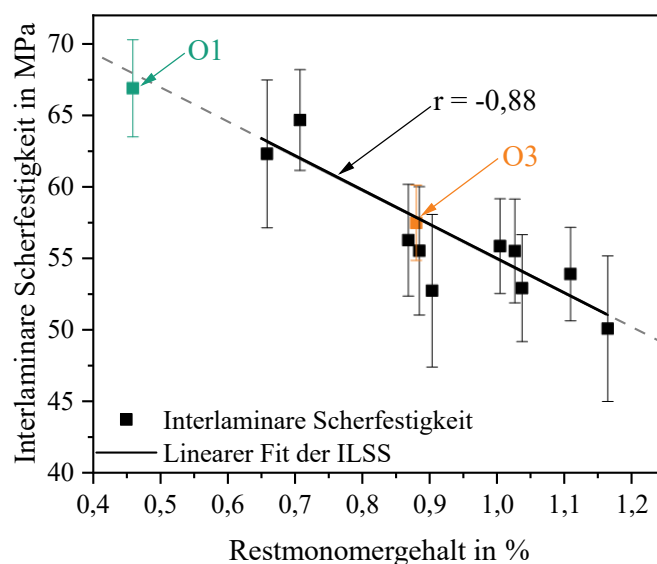 Interlaminare Scherfestigkeit in MPa
70
65
60
55
50
45
40
O1
r = -0,88
O3
Interlaminare Scherfestigkeit
Linearer Fit der ILSS
0,4 0,5 0,6 0,7 0,8 0,9 1,0 1,1 1,2
Restmonomergehalt in %